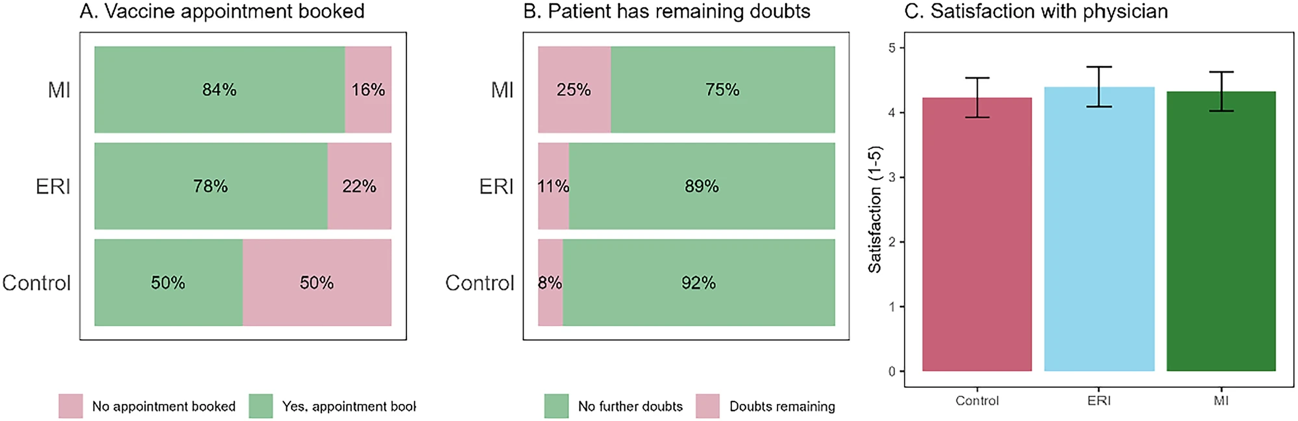 A. Vaccine appointment booked
MI
84%
16%
ERI
78%
22%
Control
50%
50%
No appointment booked
Yes, appointment book
B. Patient has remaining doubts
MI
25%
75%
ERI
11%
89%
Control
8%
92%
No further doubts
Doubts remaining
C. Satisfaction with physician
Satisfaction (1-5)
5
4
3
2
1
0
Control
ERI
MI